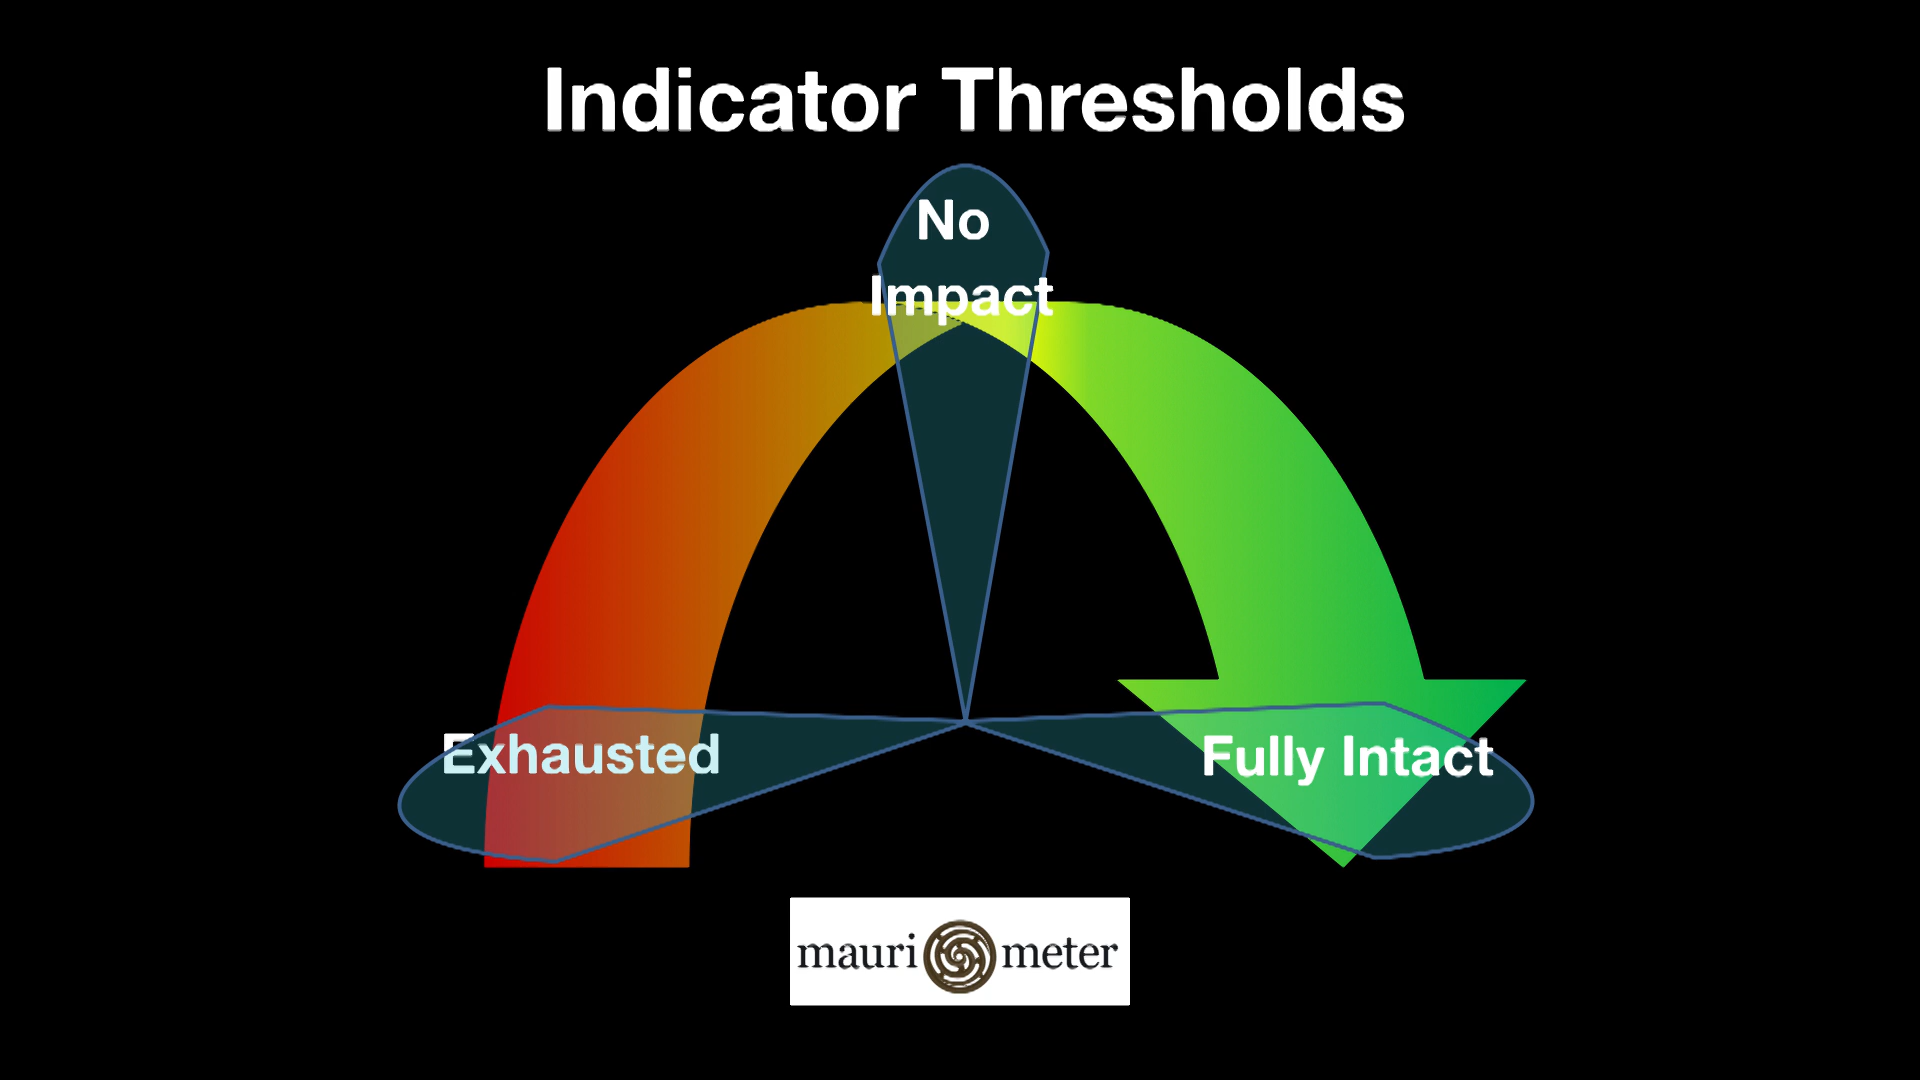 Indicator Thresholds
No
Impact
Exhausted
Fully Intact
mauri meter